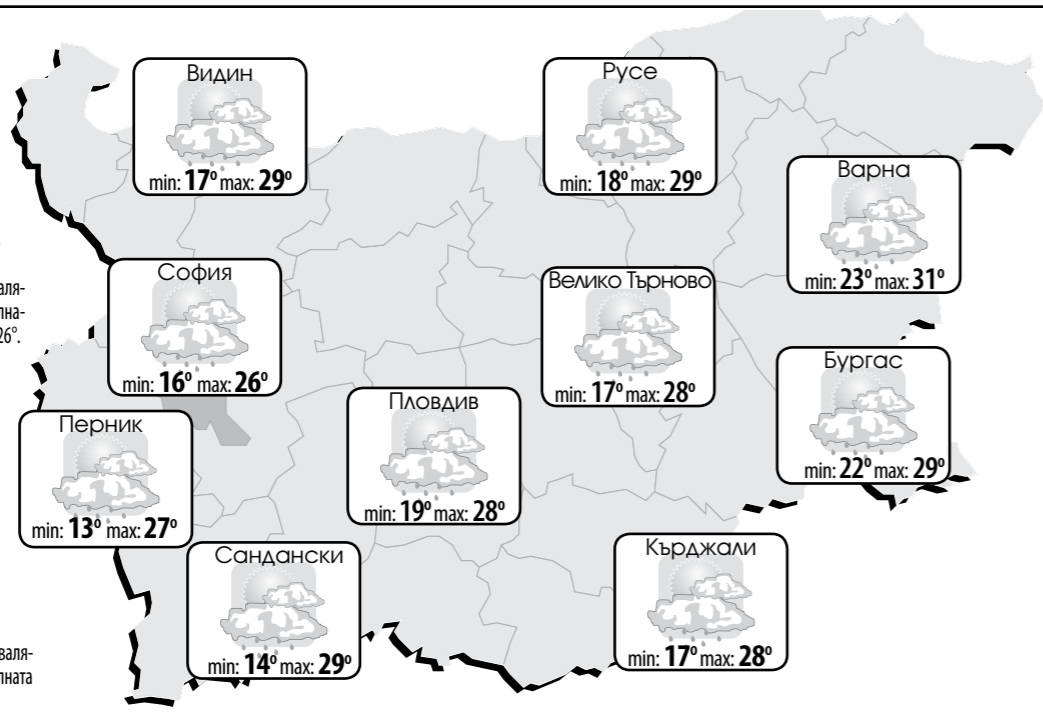 Видин
min: 17° max: 29°
Русе
min: 18° max: 29°
Варна
min: 23° max: 31°
София
min: 16° max: 26°
Велико Търново
min: 17° max: 28°
Бургас
min: 22° max: 29°
Пловдив
min: 19° max: 28°
Перник
min: 13° max: 27°
Сандански
min: 14° max: 29°
Кърджали
min: 17° max: 28°
26°.